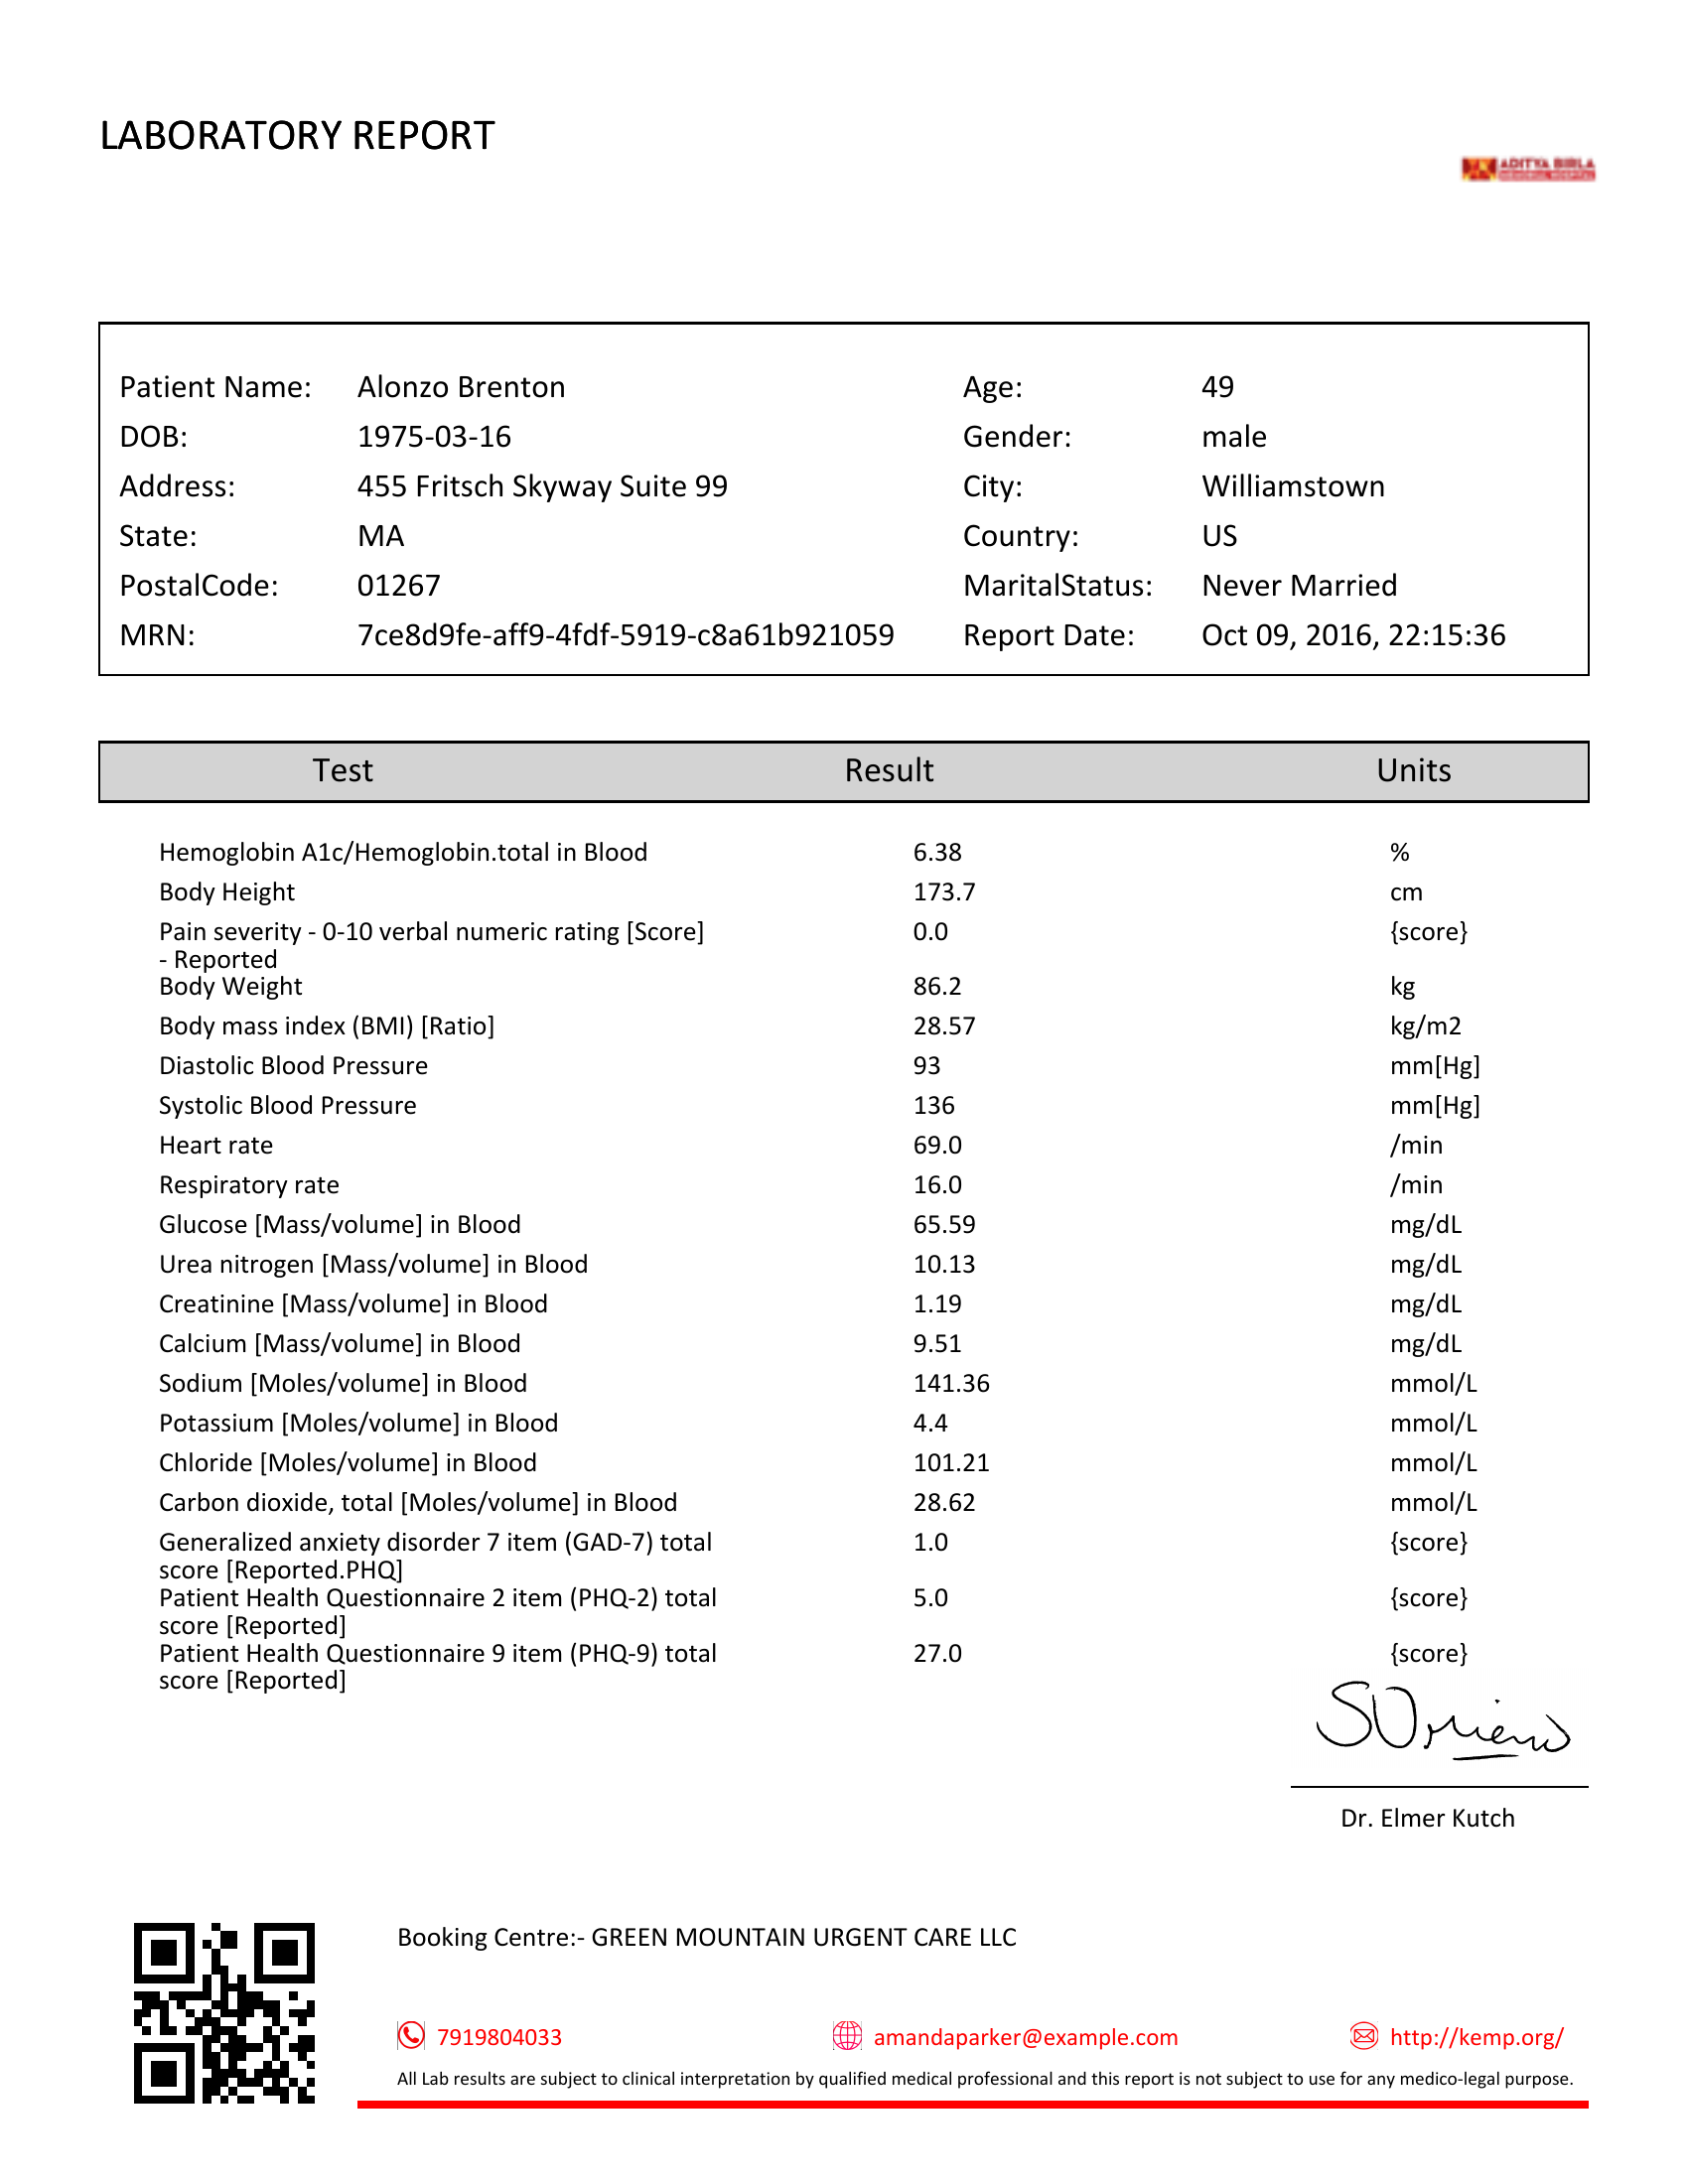 LABORATORY REPORT
ADITYA BIRLA
MEMORIAL HOSPITAL
Patient Name: Alonzo Brenton Age: 49
DOB: 1975-03-16 Gender: male
Address: 455 Fritsch Skyway Suite 99 City: Williamstown
State: MA Country: US
PostalCode: 01267 MaritalStatus: Never Married
MRN: 7ce8d9fe-aff9-4fdf-5919-c8a61b921059 Report Date: Oct 09, 2016, 22:15:36
Test Result Units
Hemoglobin A1c/Hemoglobin.total in Blood 6.38 %
Body Height 173.7 cm
Pain severity - 0-10 verbal numeric rating [Score] 0.0 {score}
- Reported
Body Weight 86.2 kg
Body mass index (BMI) [Ratio] 28.57 kg/m2
Diastolic Blood Pressure 93 mm[Hg]
Systolic Blood Pressure 136 mm[Hg]
Heart rate 69.0 /min
Respiratory rate 16.0 /min
Glucose [Mass/volume] in Blood 65.59 mg/dL
Urea nitrogen [Mass/volume] in Blood 10.13 mg/dL
Creatinine [Mass/volume] in Blood 1.19 mg/dL
Calcium [Mass/volume] in Blood 9.51 mg/dL
Sodium [Moles/volume] in Blood 141.36 mmol/L
Potassium [Moles/volume] in Blood 4.4 mmol/L
Chloride [Moles/volume] in Blood 101.21 mmol/L
Carbon dioxide, total [Moles/volume] in Blood 28.62 mmol/L
Generalized anxiety disorder 7 item (GAD-7) total 1.0 {score}
score [Reported.PHQ]
Patient Health Questionnaire 2 item (PHQ-2) total 5.0 {score}
score [Reported]
Patient Health Questionnaire 9 item (PHQ-9) total 27.0 {score}
score [Reported]
Dr. Elmer Kutch
Booking Centre:- GREEN MOUNTAIN URGENT CARE LLC
7919804033 amandaparker@example.com http://kemp.org/
All Lab results are subject to clinical interpretation by qualified medical professional and this report is not subject to use for any medico-legal purpose.